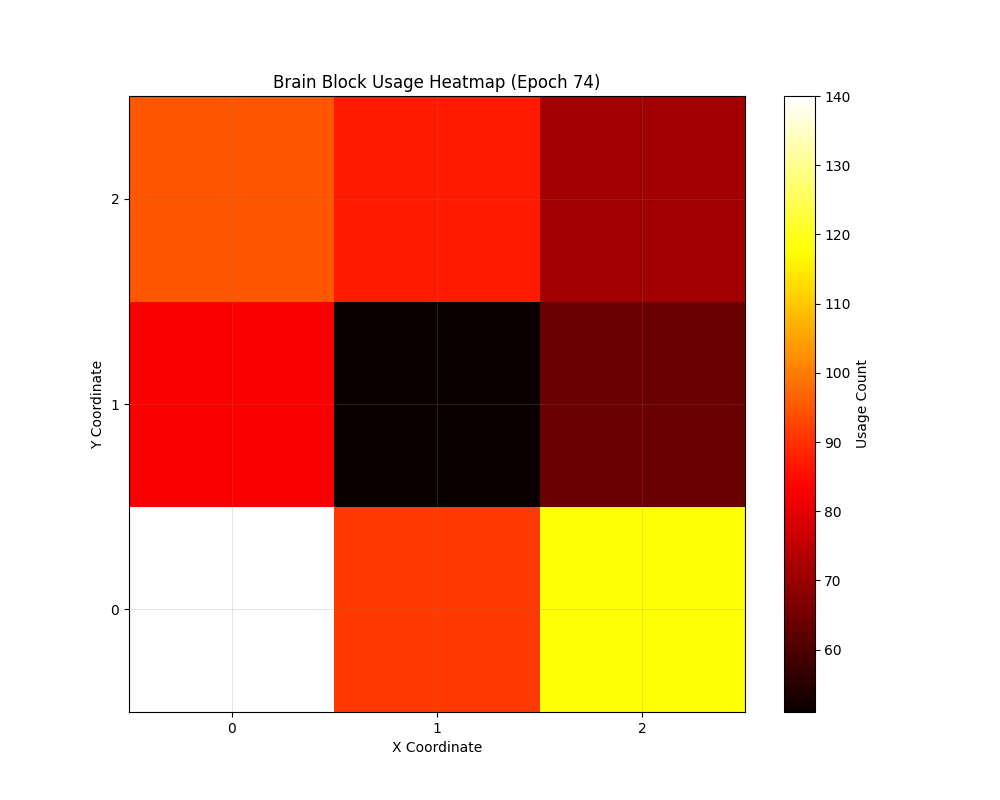 Brain Block Usage Heatmap (Epoch 74)
2
1
0
Y Coordinate
0 1 2
X Coordinate
140
130
120
110
100
90
80
70
60
Usage Count